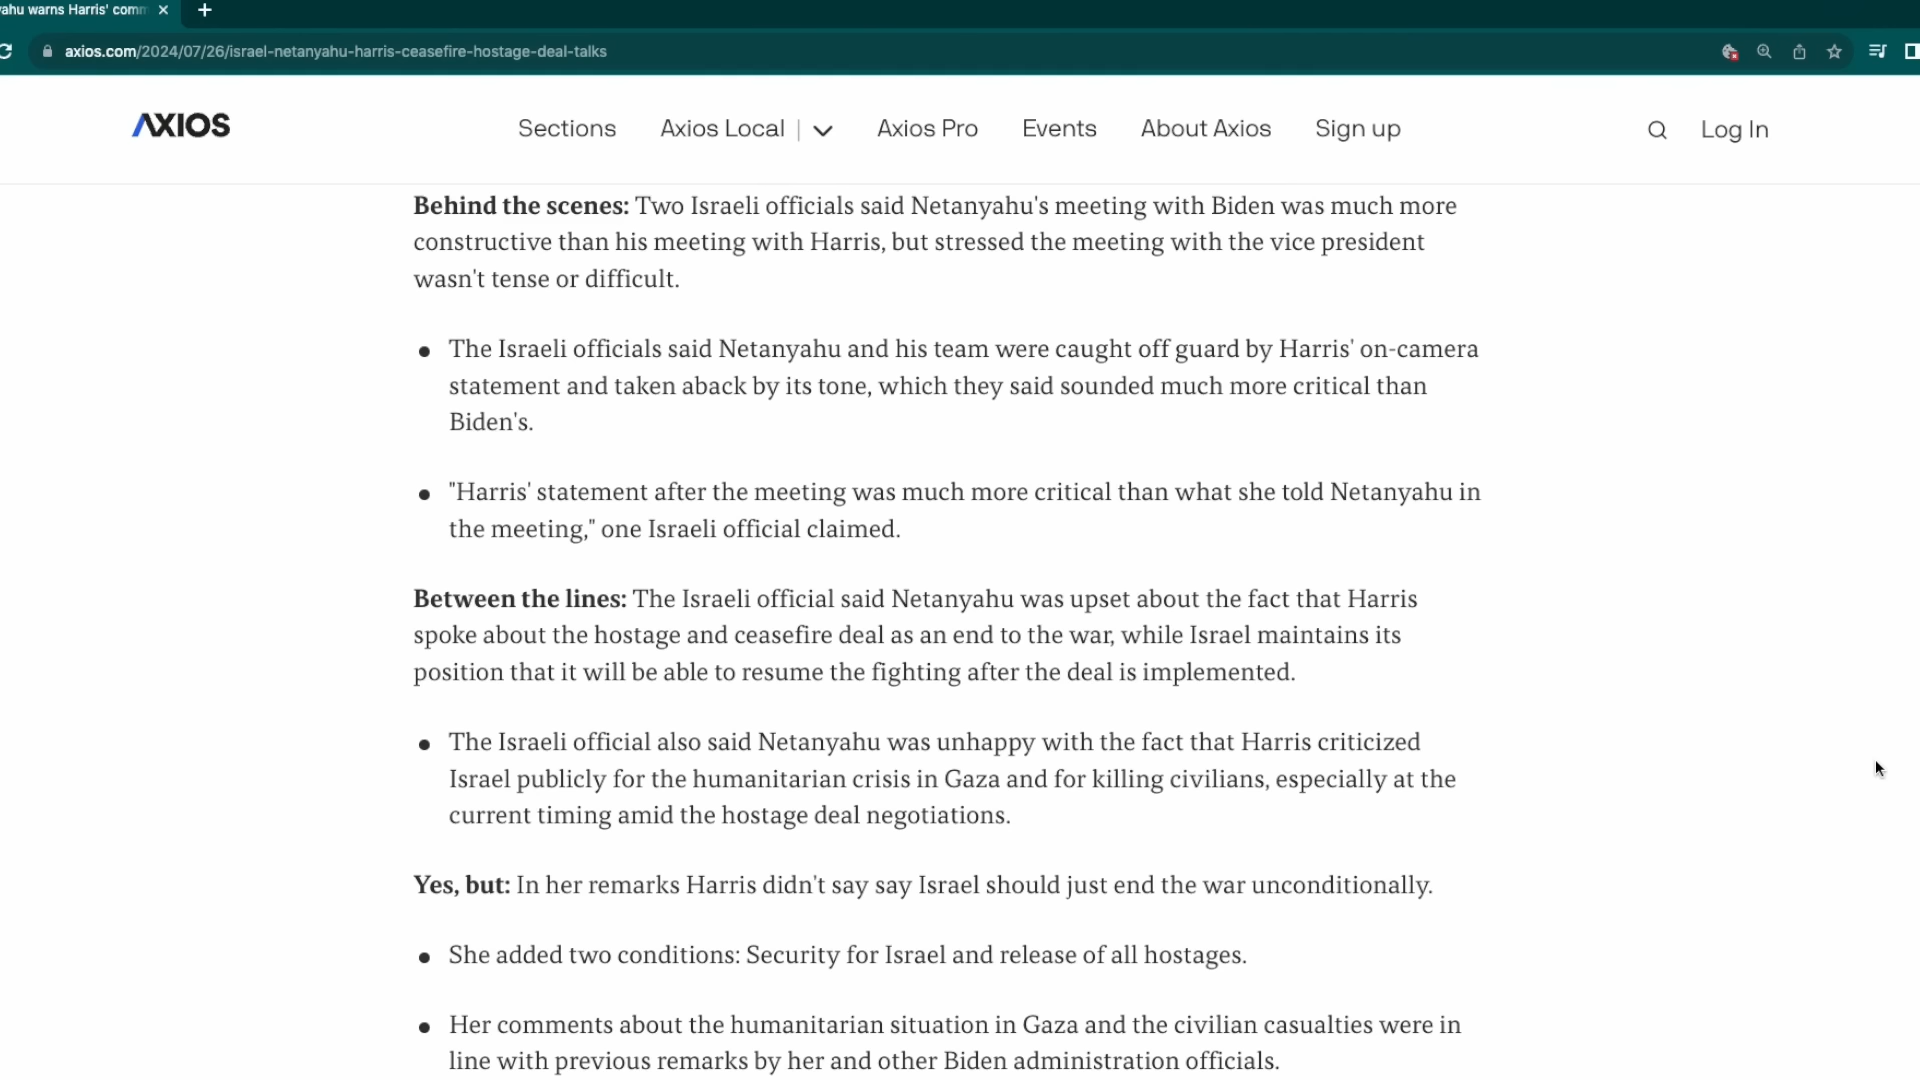 yahu warns Harris' comm
axios.com/2024/07/26/israel-netanyahu-harris-ceasefire-hostage-deal-talks
AXIOS Sections Axios Local | Axios Pro Events About Axios Sign up Log In
Behind the scenes: Two Israeli officials said Netanyahu's meeting with Biden was much more
constructive than his meeting with Harris, but stressed the meeting with the vice president
wasn't tense or difficult.
● The Israeli officials said Netanyahu and his team were caught off guard by Harris' on-camera
statement and taken aback by its tone, which they said sounded much more critical than
Biden's.
● "Harris' statement after the meeting was much more critical than what she told Netanyahu in
the meeting," one Israeli official claimed.
Between the lines: The Israeli official said Netanyahu was upset about the fact that Harris
spoke about the hostage and ceasefire deal as an end to the war, while Israel maintains its
position that it will be able to resume the fighting after the deal is implemented.
● The Israeli official also said Netanyahu was unhappy with the fact that Harris criticized
Israel publicly for the humanitarian crisis in Gaza and for killing civilians, especially at the
current timing amid the hostage deal negotiations.
Yes, but: In her remarks Harris didn't say say Israel should just end the war unconditionally.
● She added two conditions: Security for Israel and release of all hostages.
● Her comments about the humanitarian situation in Gaza and the civilian casualties were in
line with previous remarks by her and other Biden administration officials.